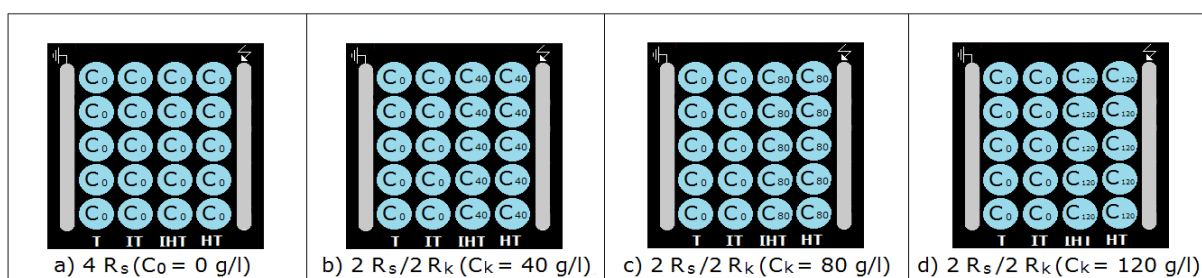 C₀ C₀ C₀ C₀
C₀ C₀ C₀ C₀
C₀ C₀ C₀ C₀
C₀ C₀ C₀ C₀
C₀ C₀ C₀ C₀
T IT IHT HT
a) 4 Rₛ (C₀ = 0 g/l)
C₀ C₀ C₄₀ C₄₀
C₀ C₀ C₄₀ C₄₀
C₀ C₀ C₄₀ C₄₀
C₀ C₀ C₄₀ C₄₀
C₀ C₀ C₄₀ C₄₀
T IT IHT HT
b) 2 Rₛ/2 Rₖ (Cₖ = 40 g/l)
C₀ C₀ C₈₀ C₈₀
C₀ C₀ C₈₀ C₈₀
C₀ C₀ C₈₀ C₈₀
C₀ C₀ C₈₀ C₈₀
C₀ C₀ C₈₀ C₈₀
T IT IHT HT
c) 2 Rₛ/2 Rₖ (Cₖ = 80 g/l)
C₀ C₀ C₁₂₀ C₁₂₀
C₀ C₀ C₁₂₀ C₁₂₀
C₀ C₀ C₁₂₀ C₁₂₀
C₀ C₀ C₁₂₀ C₁₂₀
C₀ C₀ C₁₂₀ C₁₂₀
T IT IHT HT
d) 2 Rₛ/2 Rₖ (Cₖ = 120 g/l)